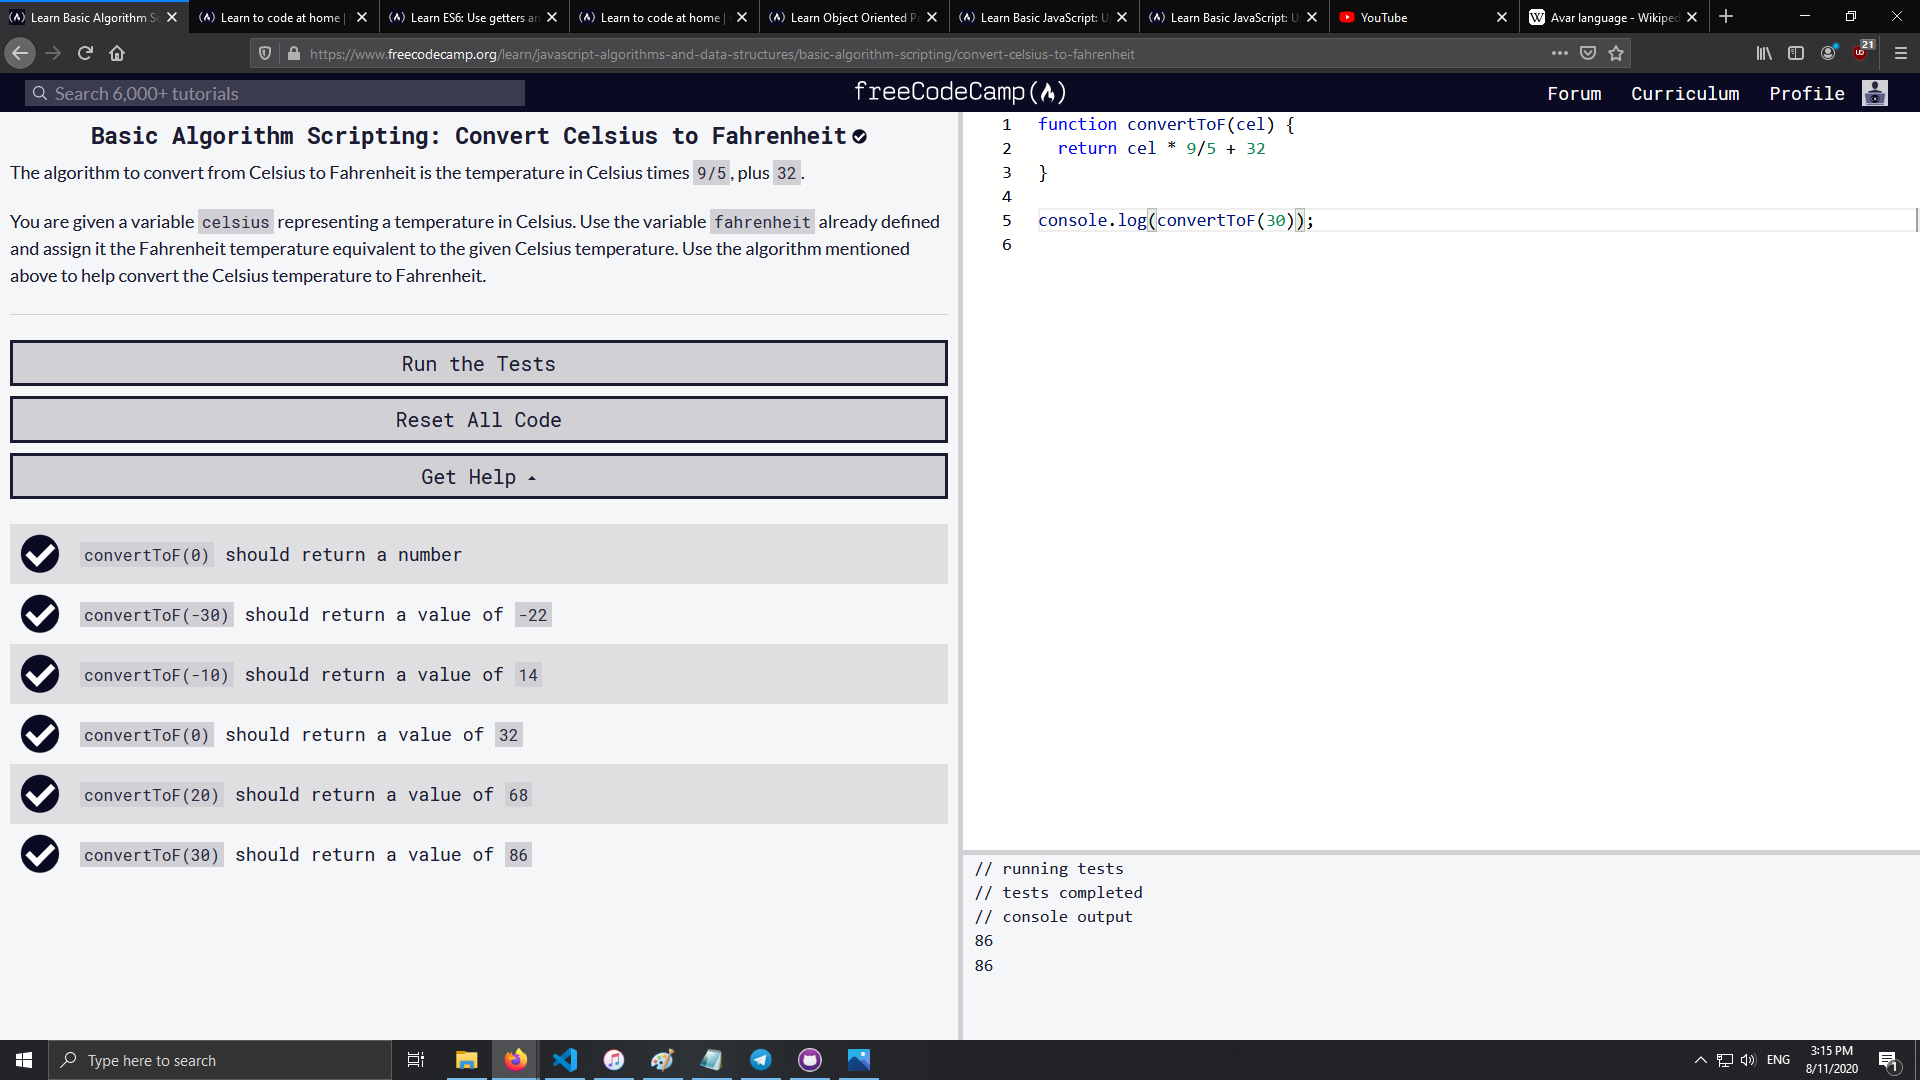 Learn Basic Algorithm Sc
Learn to code at home |
Learn ES6: Use getters an
Learn to code at home |
Learn Object Oriented Pr
Learn Basic JavaScript: U
Learn Basic JavaScript: U
YouTube
Avar language - Wikiped
https://www.freecodecamp.org/learn/javascript-algorithms-and-data-structures/basic-algorithm-scripting/convert-celsius-to-fahrenheit
21
Search 6,000+ tutorials
freeCodeCamp
Forum
Curriculum
Profile
Basic Algorithm Scripting: Convert Celsius to Fahrenheit
The algorithm to convert from Celsius to Fahrenheit is the temperature in Celsius times 9/5, plus 32.
You are given a variable celsius representing a temperature in Celsius. Use the variable fahrenheit already defined
and assign it the Fahrenheit temperature equivalent to the given Celsius temperature. Use the algorithm mentioned
above to help convert the Celsius temperature to Fahrenheit.
Run the Tests
Reset All Code
Get Help
convertToF(0) should return a number
convertToF(-30) should return a value of -22
convertToF(-10) should return a value of 14
convertToF(0) should return a value of 32
convertToF(20) should return a value of 68
convertToF(30) should return a value of 86
1 function convertToF(cel) {
2 return cel * 9/5 + 32
3 }
4
5 console.log(convertToF(30));
6
// running tests
// tests completed
// console output
86
86
Type here to search
ENG
3:15 PM
8/11/2020
1